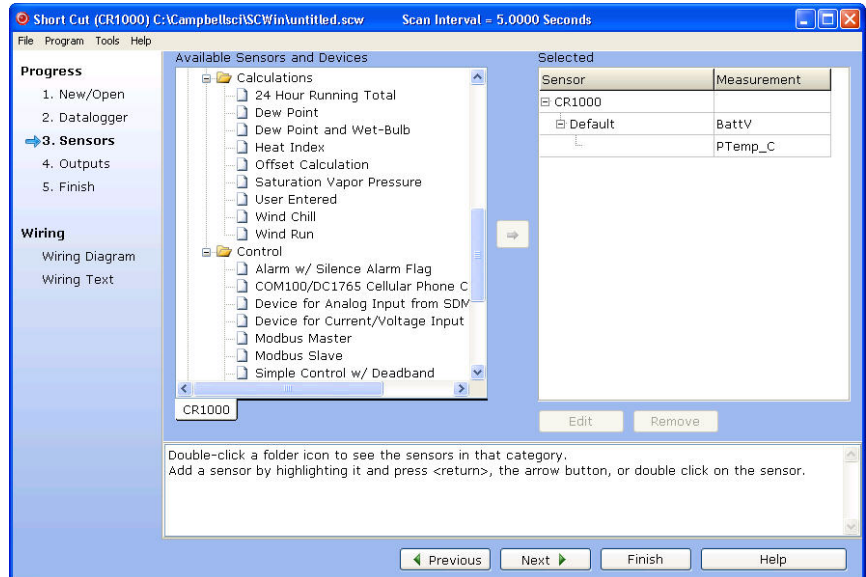 Short Cut (CR1000) C:\Campbellsci\SCWin\untitled.scw Scan Interval = 5.0000 Seconds
File Program Tools Help
Progress
1. New/Open
2. Datalogger
3. Sensors
4. Outputs
5. Finish
Wiring
Wiring Diagram
Wiring Text
Available Sensors and Devices
Calculations
24 Hour Running Total
Dew Point
Dew Point and Wet-Bulb
Heat Index
Offset Calculation
Saturation Vapor Pressure
User Entered
Wind Chill
Wind Run
Control
Alarm w/ Silence Alarm Flag
COM100/DC1765 Cellular Phone C
Device for Analog Input from SDM
Device for Current/Voltage Input
Modbus Master
Modbus Slave
Simple Control w/ Deadband
CR1000
Selected
Sensor Measurement
CR1000
Default BattV
PTemp_C
Edit Remove
Double-click a folder icon to see the sensors in that category.
Add a sensor by highlighting it and press <return>, the arrow button, or double click on the sensor.
Previous Next Finish Help